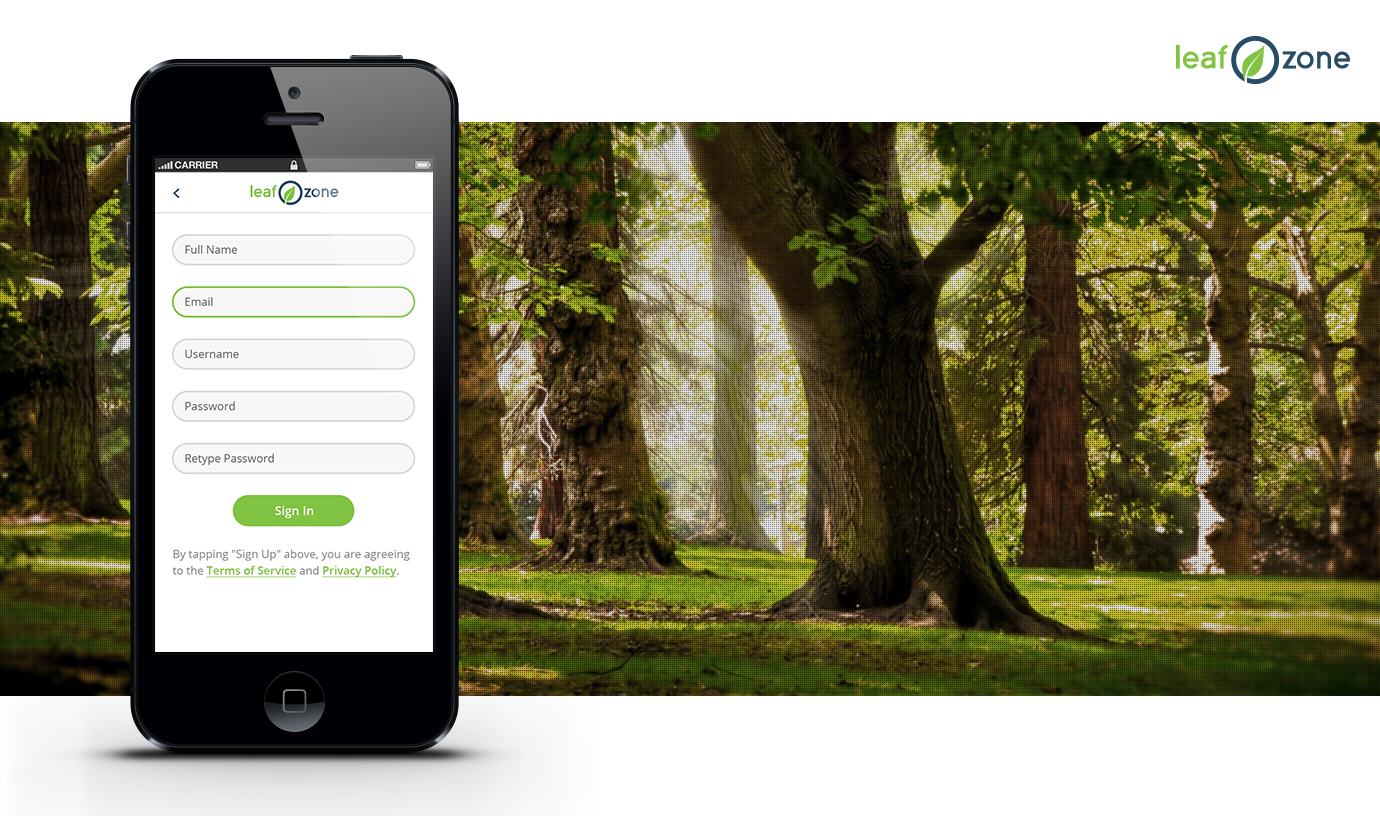 leaf zone
CARRIER
leaf zone
Full Name
Email
Username
Password
Retype Password
Sign In
By tapping "Sign Up" above, you are agreeing
to the Terms of Service and Privacy Policy.